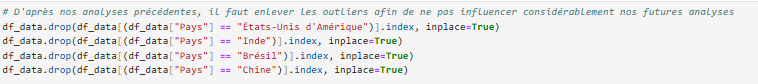 # D'après nos analyses précédentes, il faut enlever les outliers afin de ne pas influencer considérablement nos futures analyses
df_data.drop(df_data[(df_data["Pays"] == "États-Unis d'Amérique")].index, inplace=True)
df_data.drop(df_data[(df_data["Pays"] == "Inde")].index, inplace=True)
df_data.drop(df_data[(df_data["Pays"] == "Brésil")].index, inplace=True)
df_data.drop(df_data[(df_data["Pays"] == "Chine")].index, inplace=True)